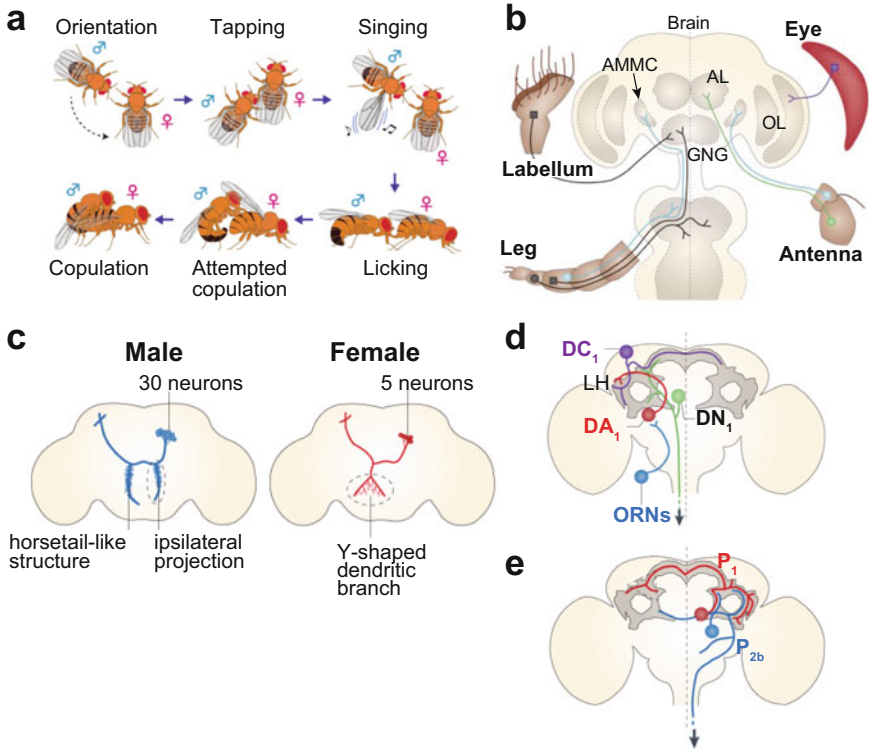 a
Orientation
Tapping
Singing
♂
♀
♂
♀
♂
♀
♂
♀
♂
♀
♂
♀
Copulation
Attempted
copulation
Licking
b
Brain
Eye
AMMC
AL
OL
Labellum
GNG
Leg
Antenna
c
Male
Female
30 neurons
5 neurons
horsetail-like
structure
ipsilateral
projection
Y-shaped
dendritic
branch
d
DC1
LH
DA1
DN1
ORNs
e
P1
P2b